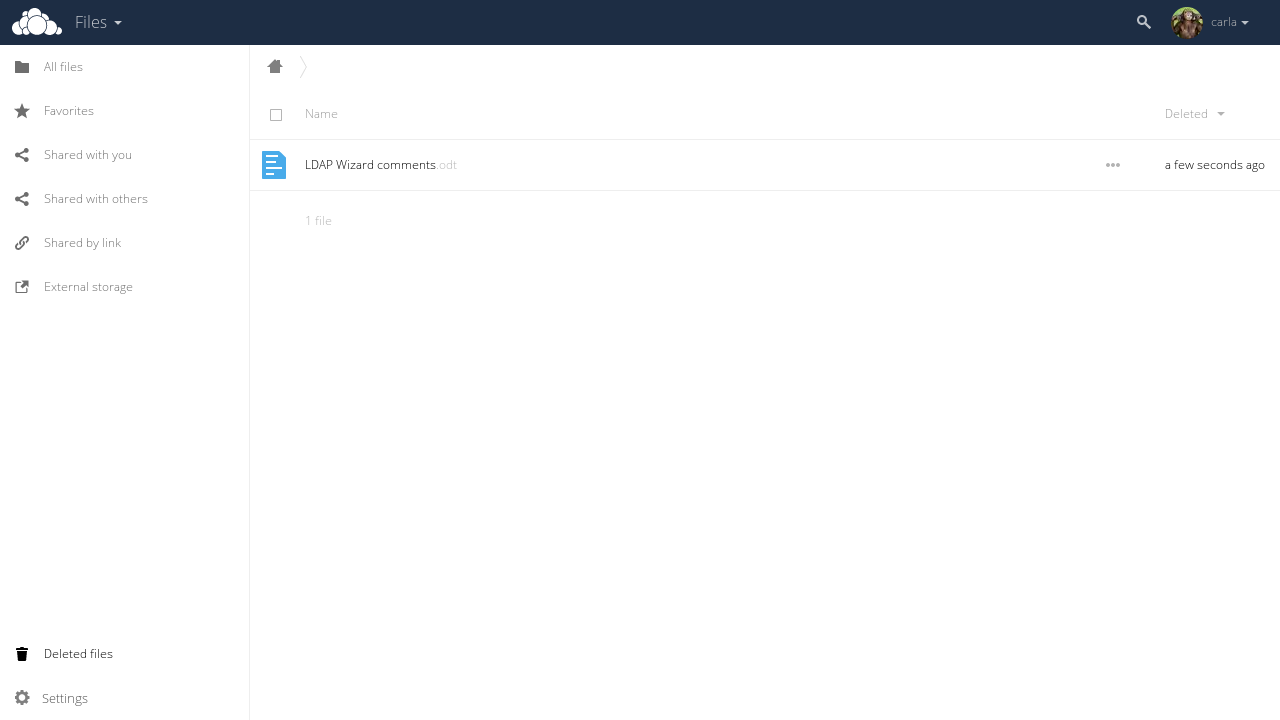 Files
carla
All files
Favorites
Shared with you
Shared with others
Shared by link
External storage
Deleted files
Settings
Name
Deleted
LDAP Wizard comments.odt
a few seconds ago
1 file